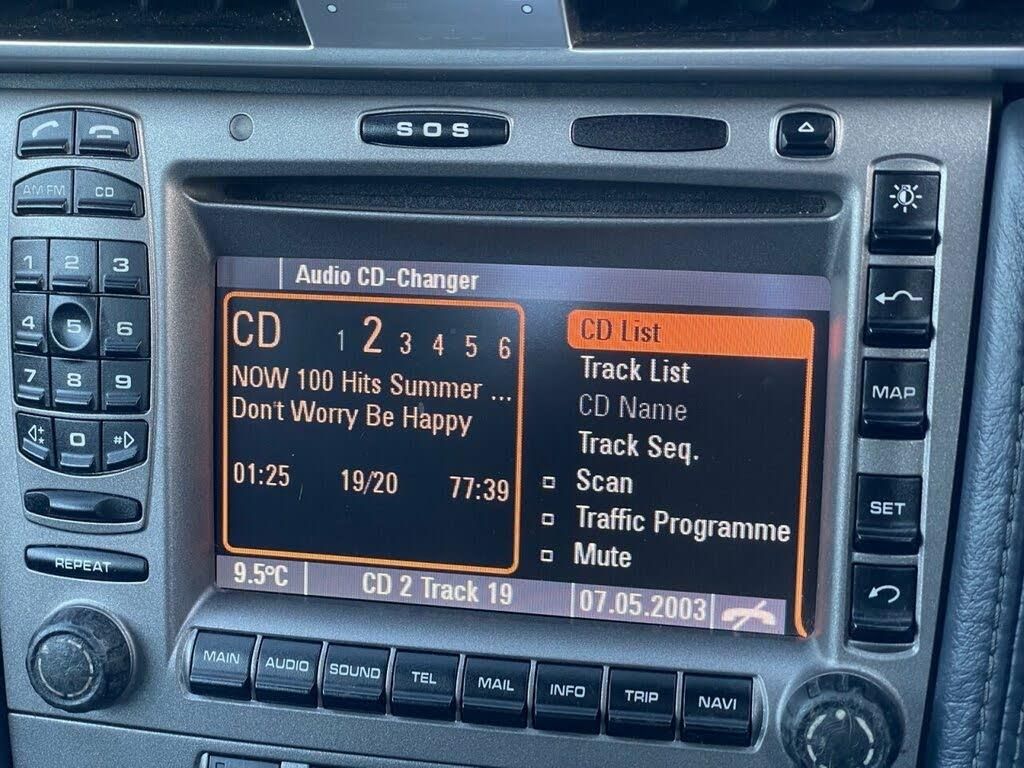 SOS
AM FM CD
1 2 3
4 5 6
7 8 9
* 0 #
REPEAT
Audio CD-Changer
CD 1 2 3 4 5 6
NOW 100 Hits Summer ...
Don't Worry Be Happy
01:25 19/20 77:39
CD List
Track List
CD Name
Track Seq.
Scan
Traffic Programme
Mute
9.5°C CD 2 Track 19 07.05.2003
MAP
SET
MAIN AUDIO SOUND TEL MAIL INFO TRIP NAVI